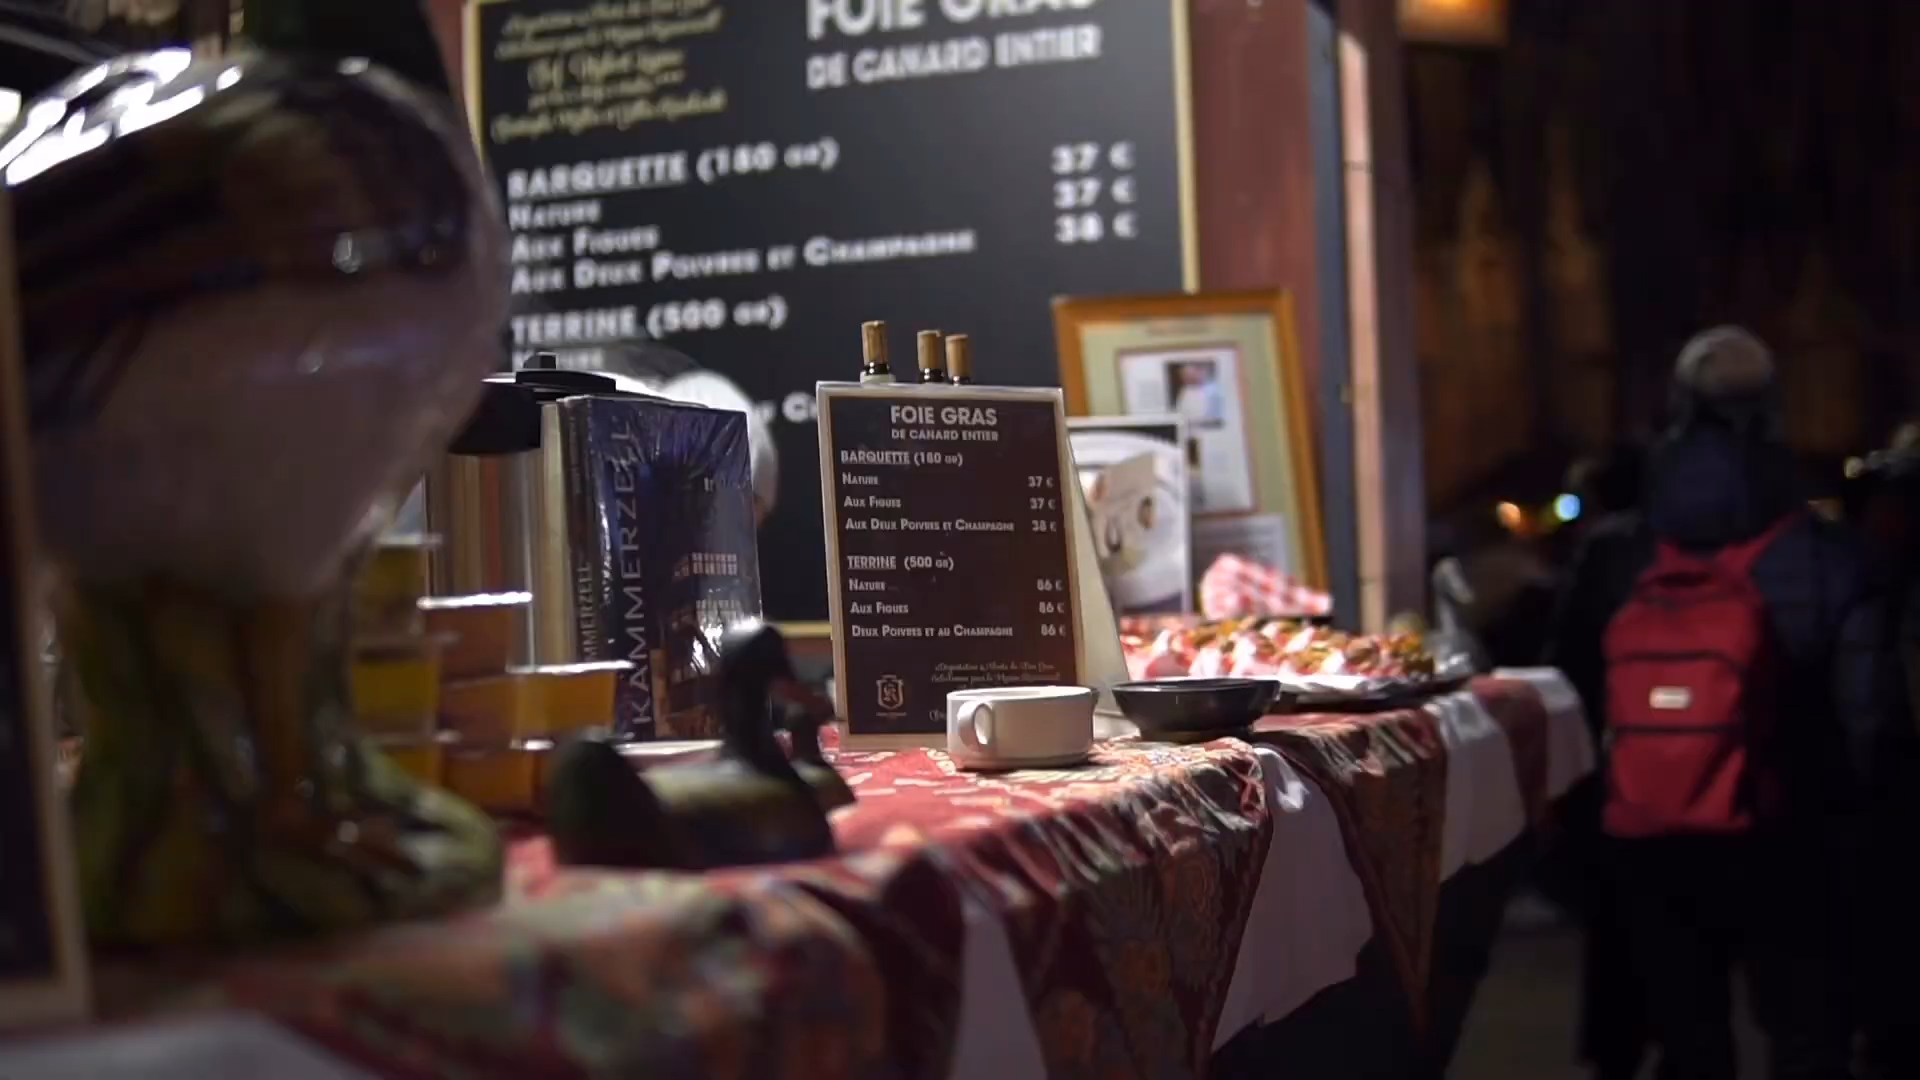 FOIE GRAS
DE CANARD ENTIER
BARQUETTE (180 GR)
37 €
NATURE
37 €
AUX FIGUES
38 €
AUX DEUX POIVRES ET CHAMPAGNE
TERRINE (500 GR)
NATURE
KAMMERZELL
FOIE GRAS
DE CANARD ENTIER
BARQUETTE (180 GR)
NATURE 37 €
AUX FIGUES 37 €
AUX DEUX POIVRES ET CHAMPAGNE 38 €
TERRINE (500 GR)
NATURE 86 €
AUX FIGUES 86 €
DEUX POIVRES ET AU CHAMPAGNE 86 €